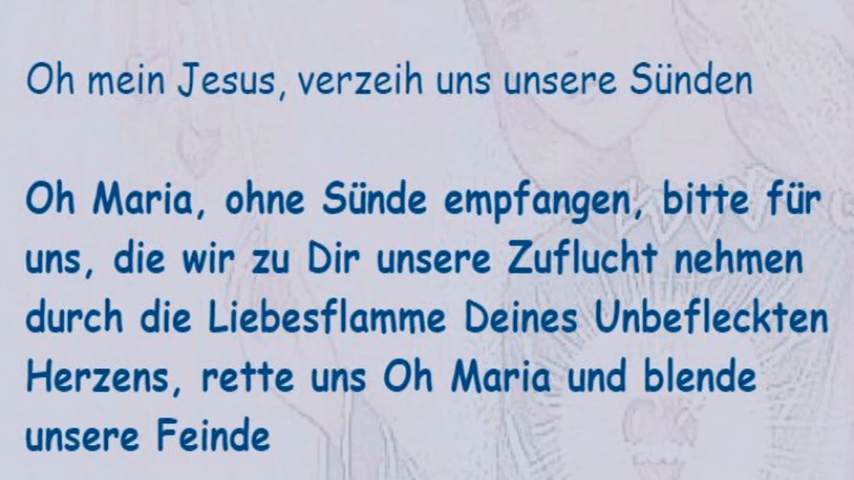 Oh mein Jesus, verzeih uns unsere Sünden
Oh Maria, ohne Sünde empfangen, bitte für
uns, die wir zu Dir unsere Zuflucht nehmen
durch die Liebesflamme Deines Unbefleckten
Herzens, rette uns Oh Maria und blende
unsere Feinde